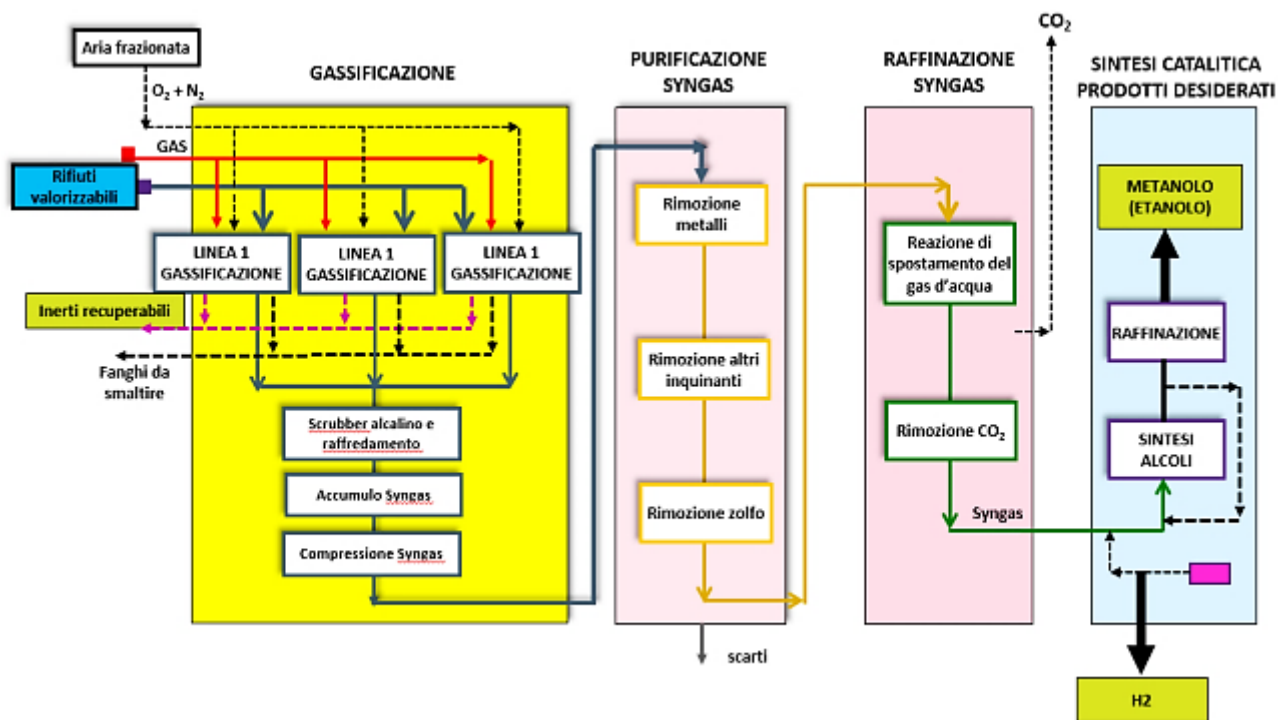 CO₂
Aria frazionata
GASSIFICAZIONE
PURIFICAZIONE
SYNGAS
RAFFINAZIONE
SYNGAS
SINTESI CATALITICA
PRODOTTI DESIDERATI
O₂ + N₂
GAS
Rifiuti
valorizzabili
LINEA 1
GASSIFICAZIONE
LINEA 1
GASSIFICAZIONE
LINEA 1
GASSIFICAZIONE
Inerti recuperabili
Fanghi da
smaltire
Scrubber alcalino e
raffredamento
Accumulo Syngas
Compressione Syngas
Rimozione
metalli
Rimozione altri
inquinanti
Rimozione zolfo
scarti
Reazione di
spostamento del
gas d'acqua
Rimozione CO₂
Syngas
METANOLO
(ETANOLO)
RAFFINAZIONE
SINTESI
ALCOLI
H2